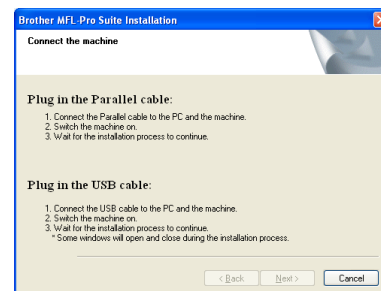 Brother MFL-Pro Suite Installation
Connect the machine
Plug in the Parallel cable:
1. Connect the Parallel cable to the PC and the machine.
2. Switch the machine on.
3. Wait for the installation process to continue.
Plug in the USB cable:
1. Connect the USB cable to the PC and the machine.
2. Switch the machine on.
3. Wait for the installation process to continue.
* Some windows will open and close during the installation process.
< Back Next > Cancel